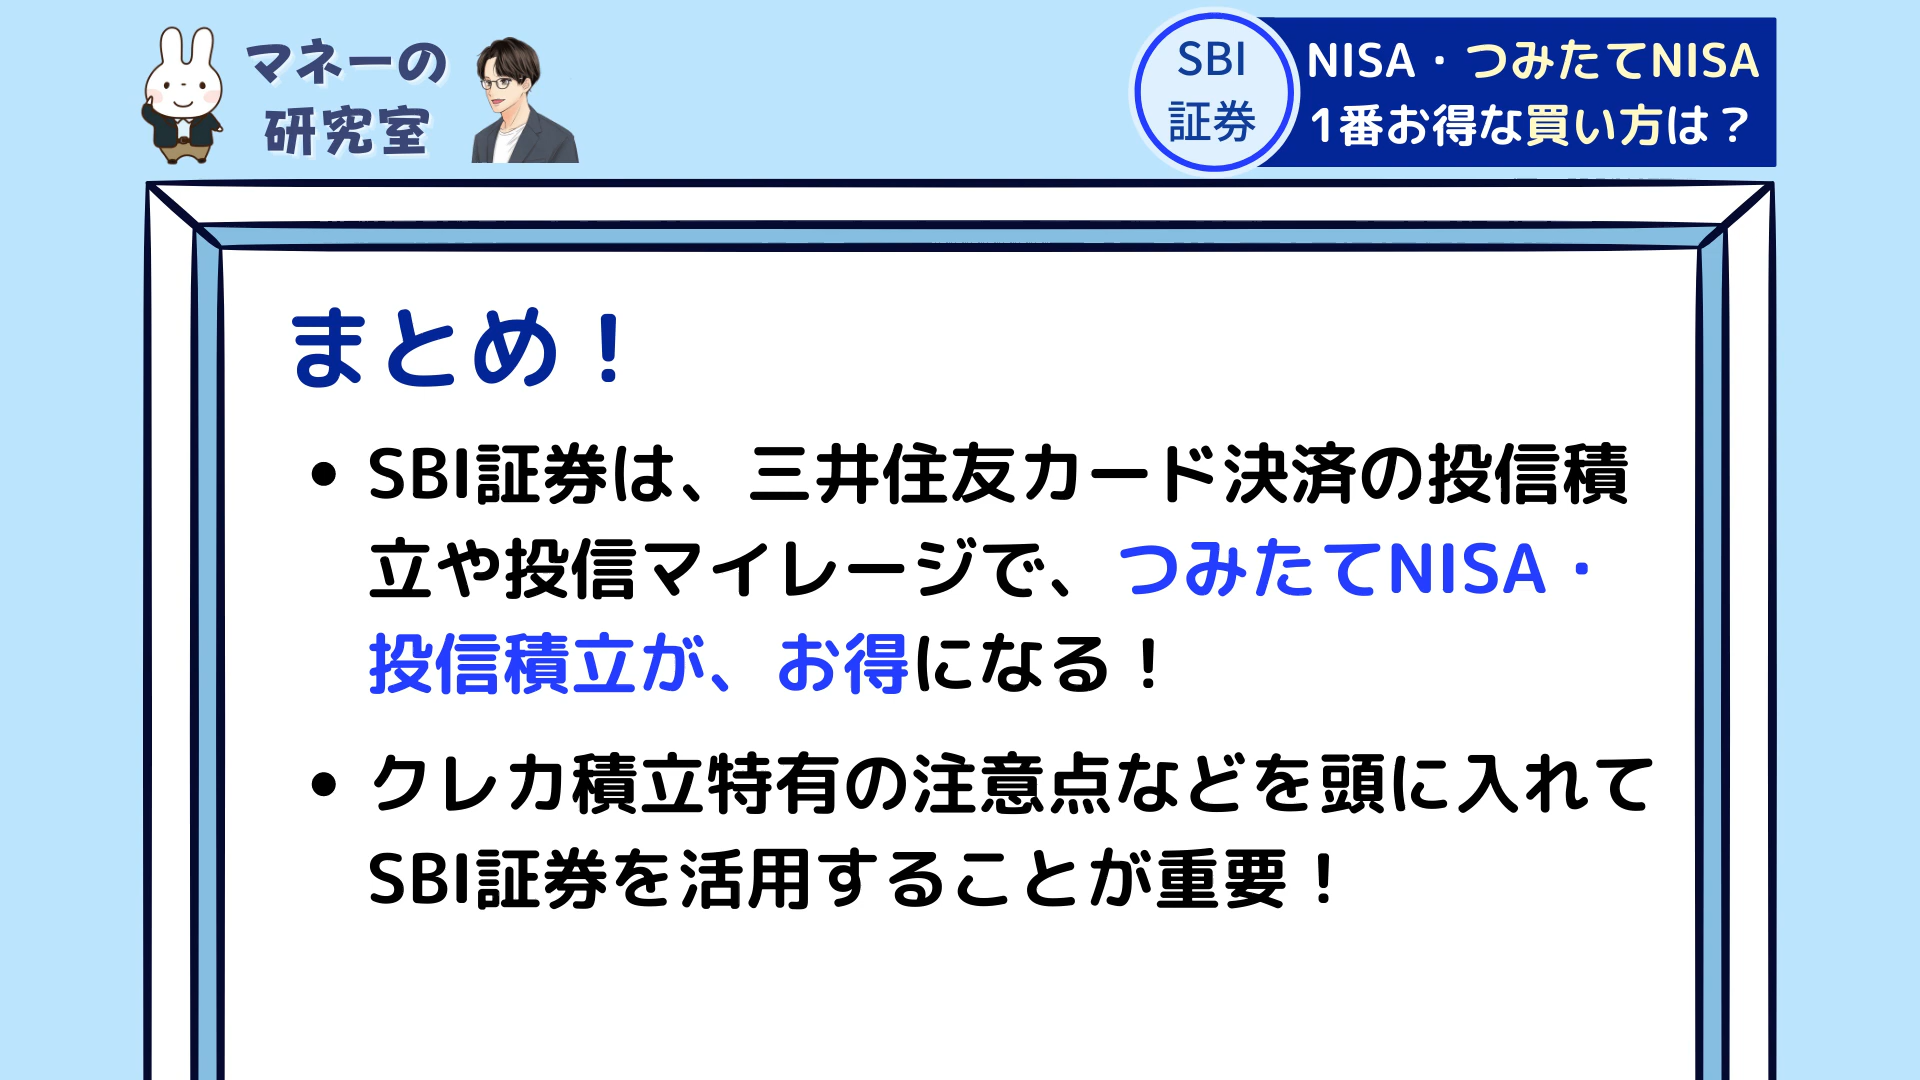 マネーの
研究室
SBI
証券
NISA・つみたてNISA
1番お得な買い方は？
まとめ！
• SBI証券は、三井住友カード決済の投信積
立や投信マイレージで、つみたてNISA・
投信積立が、お得になる！
• クレカ積立特有の注意点などを頭に入れて
SBI証券を活用することが重要！